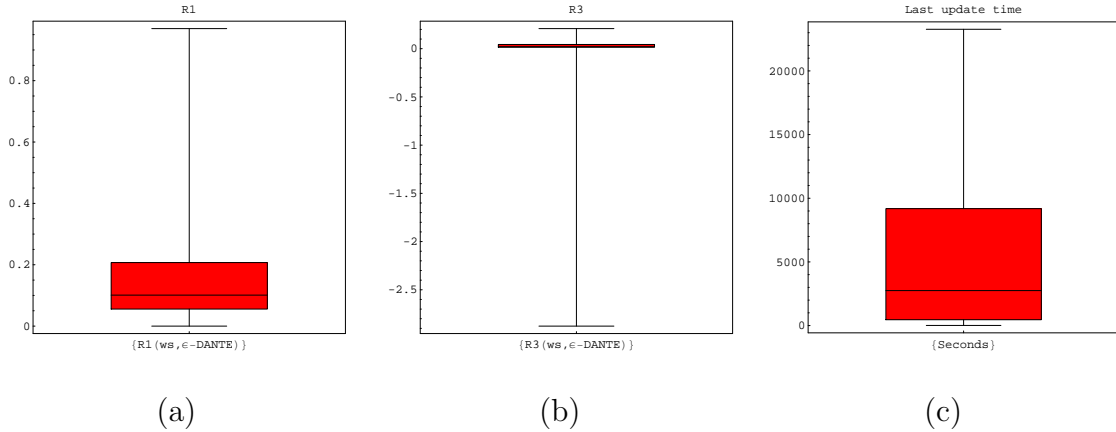 R1
0.8
0.6
0.4
0.2
0
{R1(ws,∈-DANTE)}
(a)
R3
0
-0.5
-1
-1.5
-2
-2.5
{R3(ws,∈-DANTE)}
(b)
Last update time
20000
15000
10000
5000
0
{Seconds}
(c)